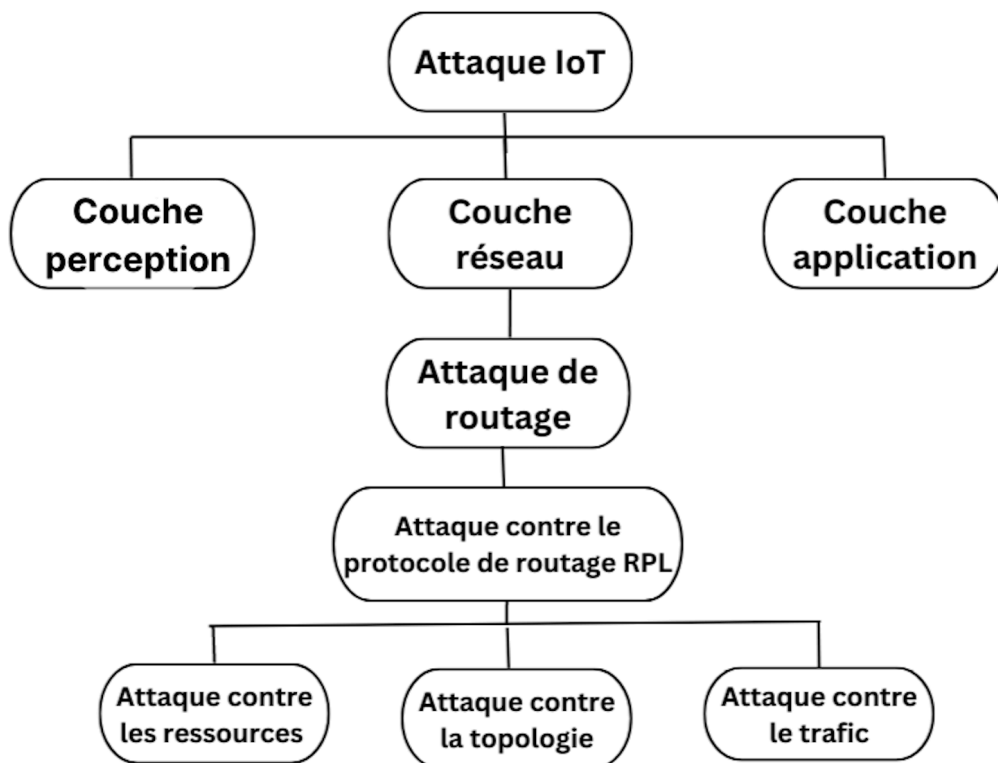 Attaque IoT
Couche
perception
Couche
réseau
Couche
application
Attaque de
routage
Attaque contre le
protocole de routage RPL
Attaque contre
les ressources
Attaque contre
la topologie
Attaque contre
le trafic